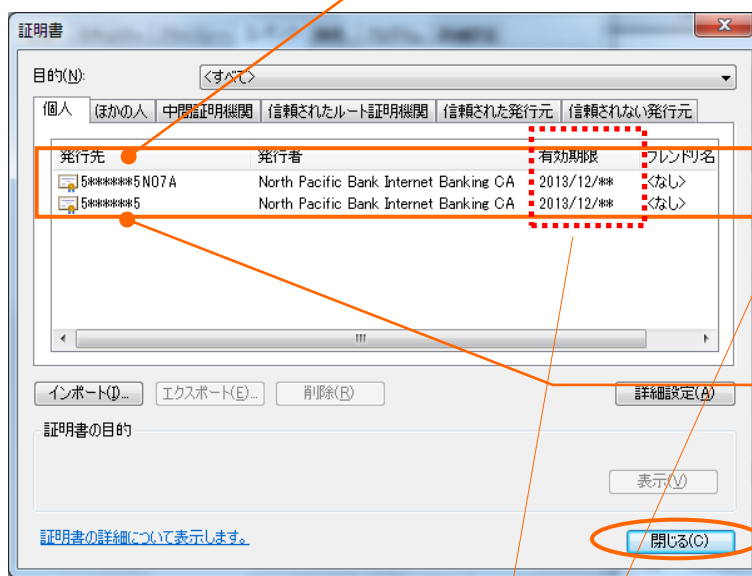 証明書
目的(N): <すべて>
個人 ほかの人 中間証明機関 信頼されたルート証明機関 信頼された発行元 信頼されない発行元
発行先 発行者 有効期限 フレンドリ名
5******5N07A North Pacific Bank Internet Banking CA 2013/12/** <なし>
5******5 North Pacific Bank Internet Banking CA 2013/12/** <なし>
インポート(I)... エクスポート(E)... 削除(R) 詳細設定(A)
証明書の目的
表示(V)
証明書の詳細について表示します。
閉じる(C)